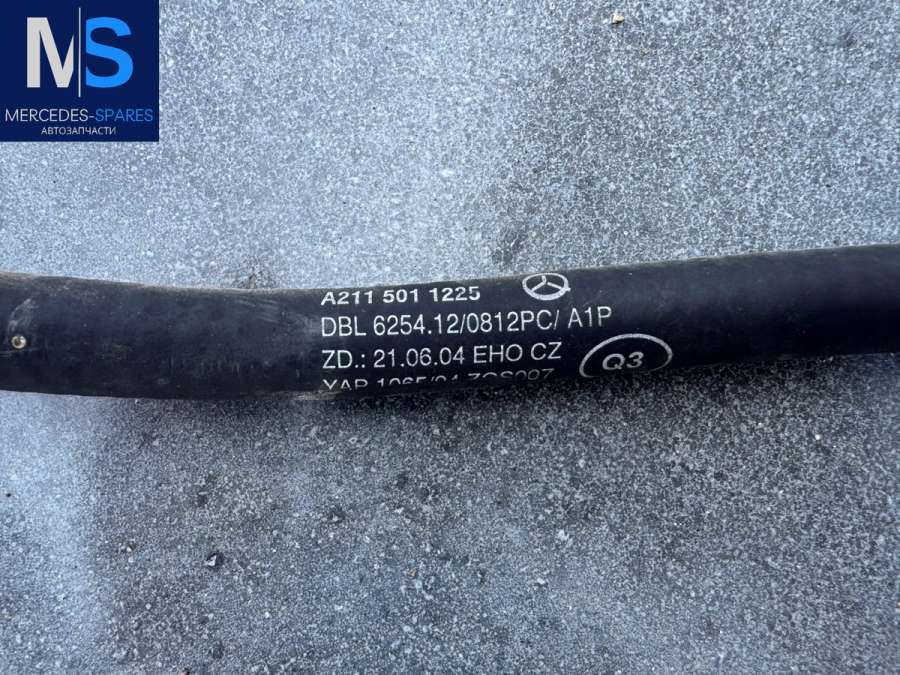 MS
MERCEDES-SPARES
АВТОЗАПЧАСТИ
A211 501 1225
DBL 6254.12/0812PC/ A1P
ZD.: 21.06.04 EHO CZ
Q3